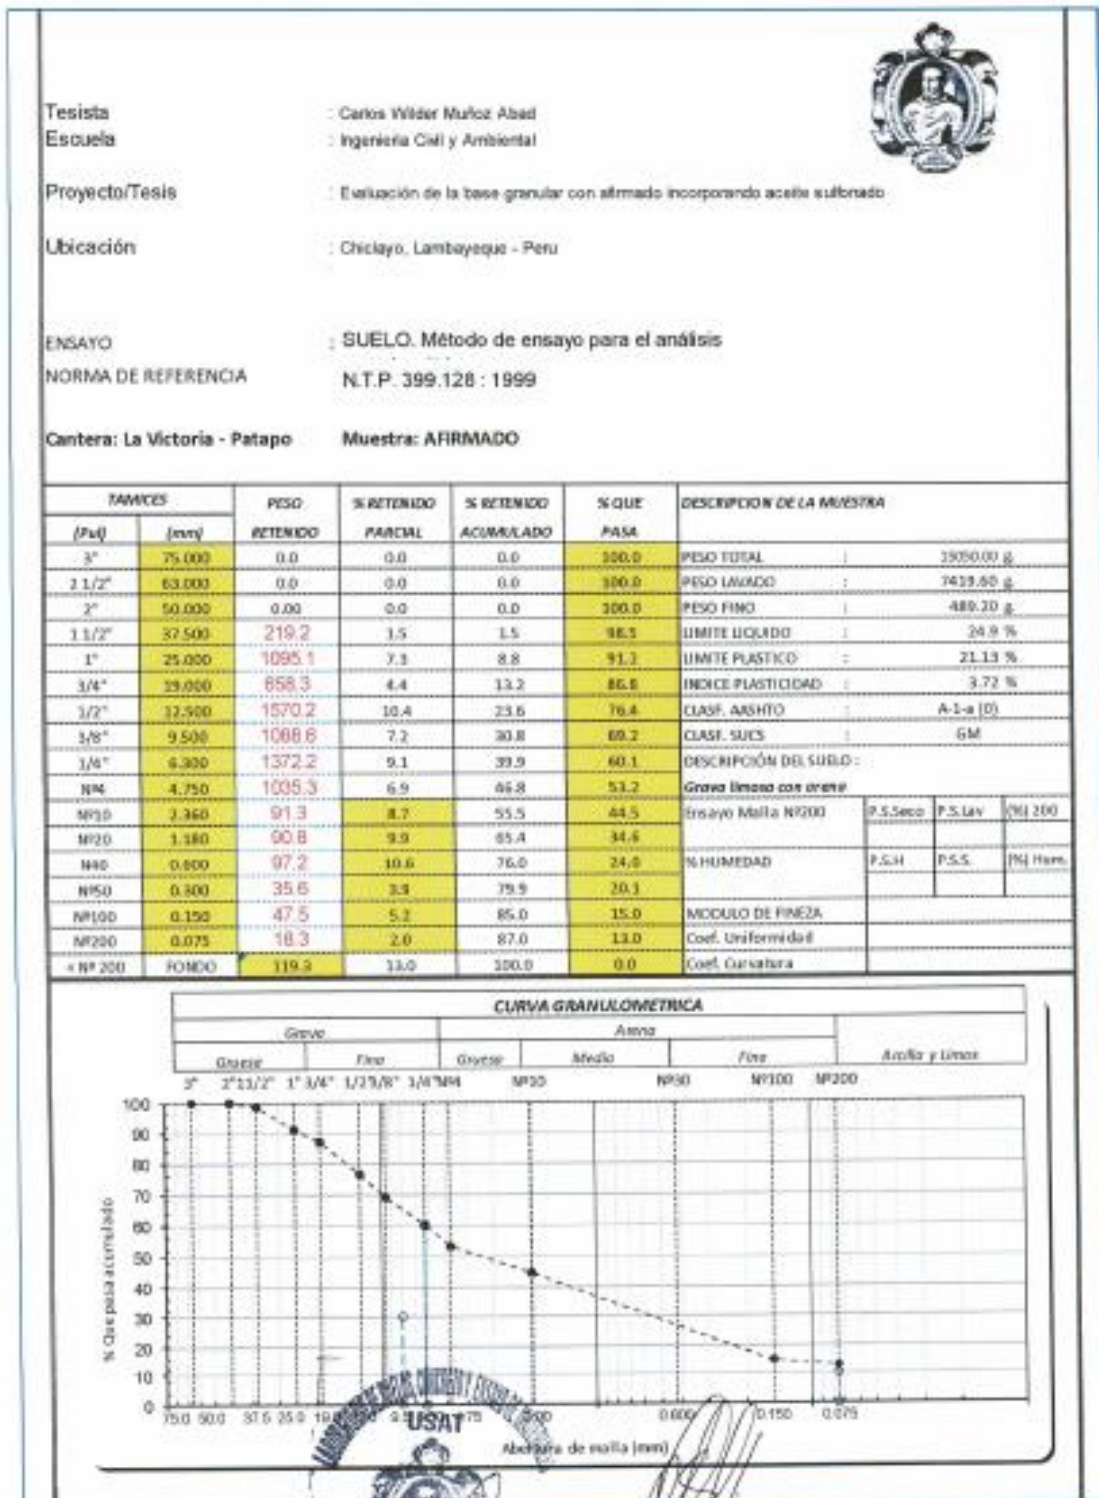 Tesista : Carlos Wilder Muñoz Abad
Escuela : Ingeniería Civil y Ambiental
Proyecto/Tesis : Evaluación de la base granular con afirmado incorporando aceite sulfonado
Ubicación : Chiclayo, Lambayeque - Peru
ENSAYO : SUELO. Método de ensayo para el análisis
NORMA DE REFERENCIA N.T.P. 399.128 : 1999
Cantera: La Victoria - Patapo Muestra: AFIRMADO
TAMICES PESO % RETENIDO % RETENIDO % QUE DESCRIPCION DE LA MUESTRA
(Pul) (mm) RETENIDO PARCIAL ACUMULADO PASA
3" 75.000 0.0 0.0 0.0 100.0 PESO TOTAL : 15050.00 g
2 1/2" 63.000 0.0 0.0 0.0 100.0 PESO LAVADO : 7419.60 g
2" 50.000 0.00 0.0 0.0 100.0 PESO FINO : 489.20 g
1 1/2" 37.500 219.2 1.5 1.5 98.5 LIMITE LIQUIDO : 24.9 %
1" 25.000 1095.1 7.3 8.8 91.3 LIMITE PLASTICO : 21.13 %
3/4" 19.000 658.3 4.4 13.2 86.8 INDICE PLASTICIDAD : 3.72 %
1/2" 12.500 1570.2 10.4 23.6 76.4 CLASF. AASHTO : A-1-a (0)
3/8" 9.500 1088.6 7.2 30.8 69.2 CLASF. SUCS : GM
1/4" 6.300 1372.2 9.1 39.9 60.1 DESCRIPCIÓN DEL SUELO :
Nº4 4.750 1035.3 6.9 46.8 53.2 Grava limosa con arena
Nº10 2.360 91.3 8.7 55.5 44.5 Ensayo Malla Nº200 P.S.Seco P.S.Lav (%) 200
Nº20 1.180 90.8 9.9 65.4 34.6
N40 0.600 97.2 10.6 76.0 24.0 % HUMEDAD P.S.H P.S.S. (%) Hum.
Nº50 0.300 35.6 3.9 79.9 20.1
Nº100 0.150 47.5 5.2 85.0 15.0 MODULO DE FINEZA
Nº200 0.075 18.3 2.0 87.0 13.0 Coef. Uniformidad
< Nº 200 FONDO 119.3 13.0 100.0 0.0 Coef. Curvatura
CURVA GRANULOMETRICA
Grava Arena
Gruesa Fina Gruesa Media Fina Arcilla y Limos
3" 2" 1 1/2" 1" 3/4" 1/2" 3/8" 1/4" Nº4 Nº10 Nº30 Nº100 Nº200
100
90
80
70
60
50
40
30
20
10
0
% Que pasa acumulado
75.0 50.0 37.5 25.0 0.600 0.150 0.075
USAT
Abertura de malla (mm)